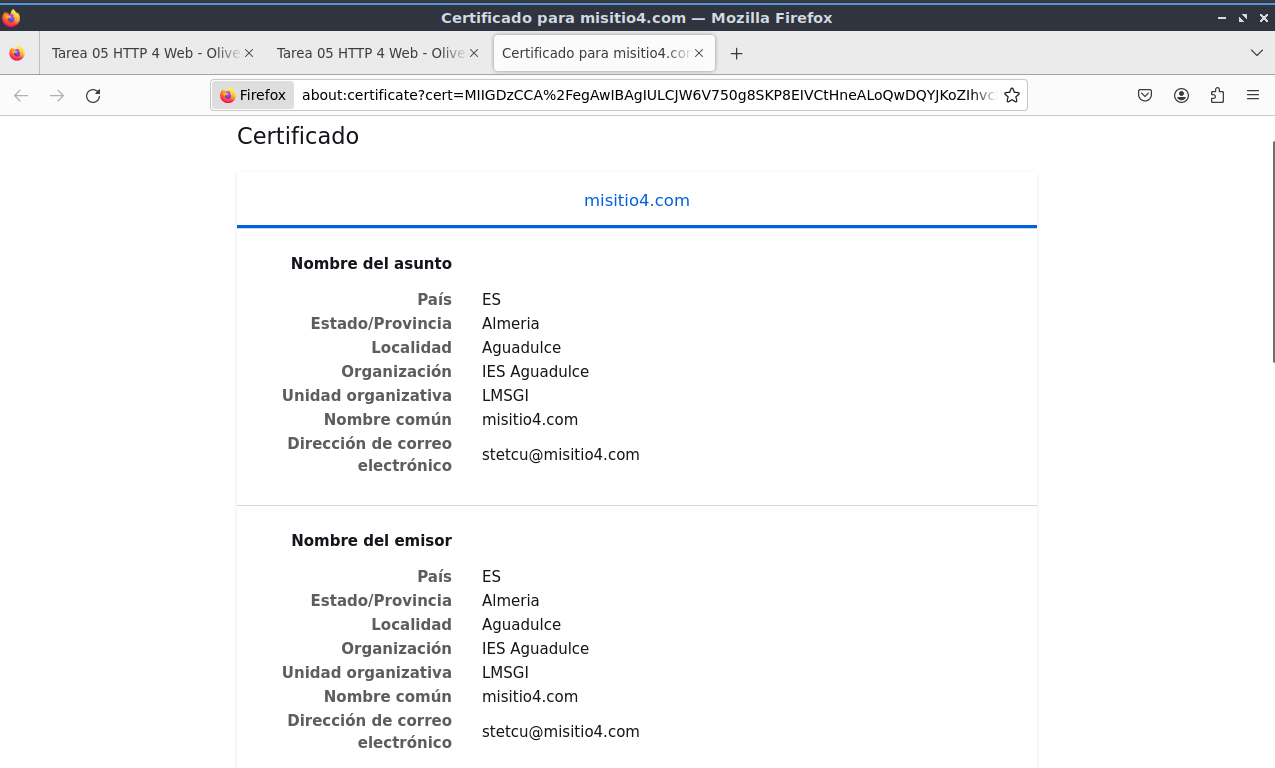 Certificado para misitio4.com — Mozilla Firefox
Tarea 05 HTTP 4 Web - Olive
Tarea 05 HTTP 4 Web - Olive
Certificado para misitio4.co
Firefox
about:certificate?cert=MIIGDzCCA%2FegAwIBAgIULCJW6V750g8SKP8EIVCtHneALoQwDQYJKoZIhvc
Certificado
misitio4.com
Nombre del asunto
País ES
Estado/Provincia Almeria
Localidad Aguadulce
Organización IES Aguadulce
Unidad organizativa LMSGI
Nombre común misitio4.com
Dirección de correo
electrónico
stetcu@misitio4.com
Nombre del emisor
País ES
Estado/Provincia Almeria
Localidad Aguadulce
Organización IES Aguadulce
Unidad organizativa LMSGI
Nombre común misitio4.com
Dirección de correo
electrónico
stetcu@misitio4.com